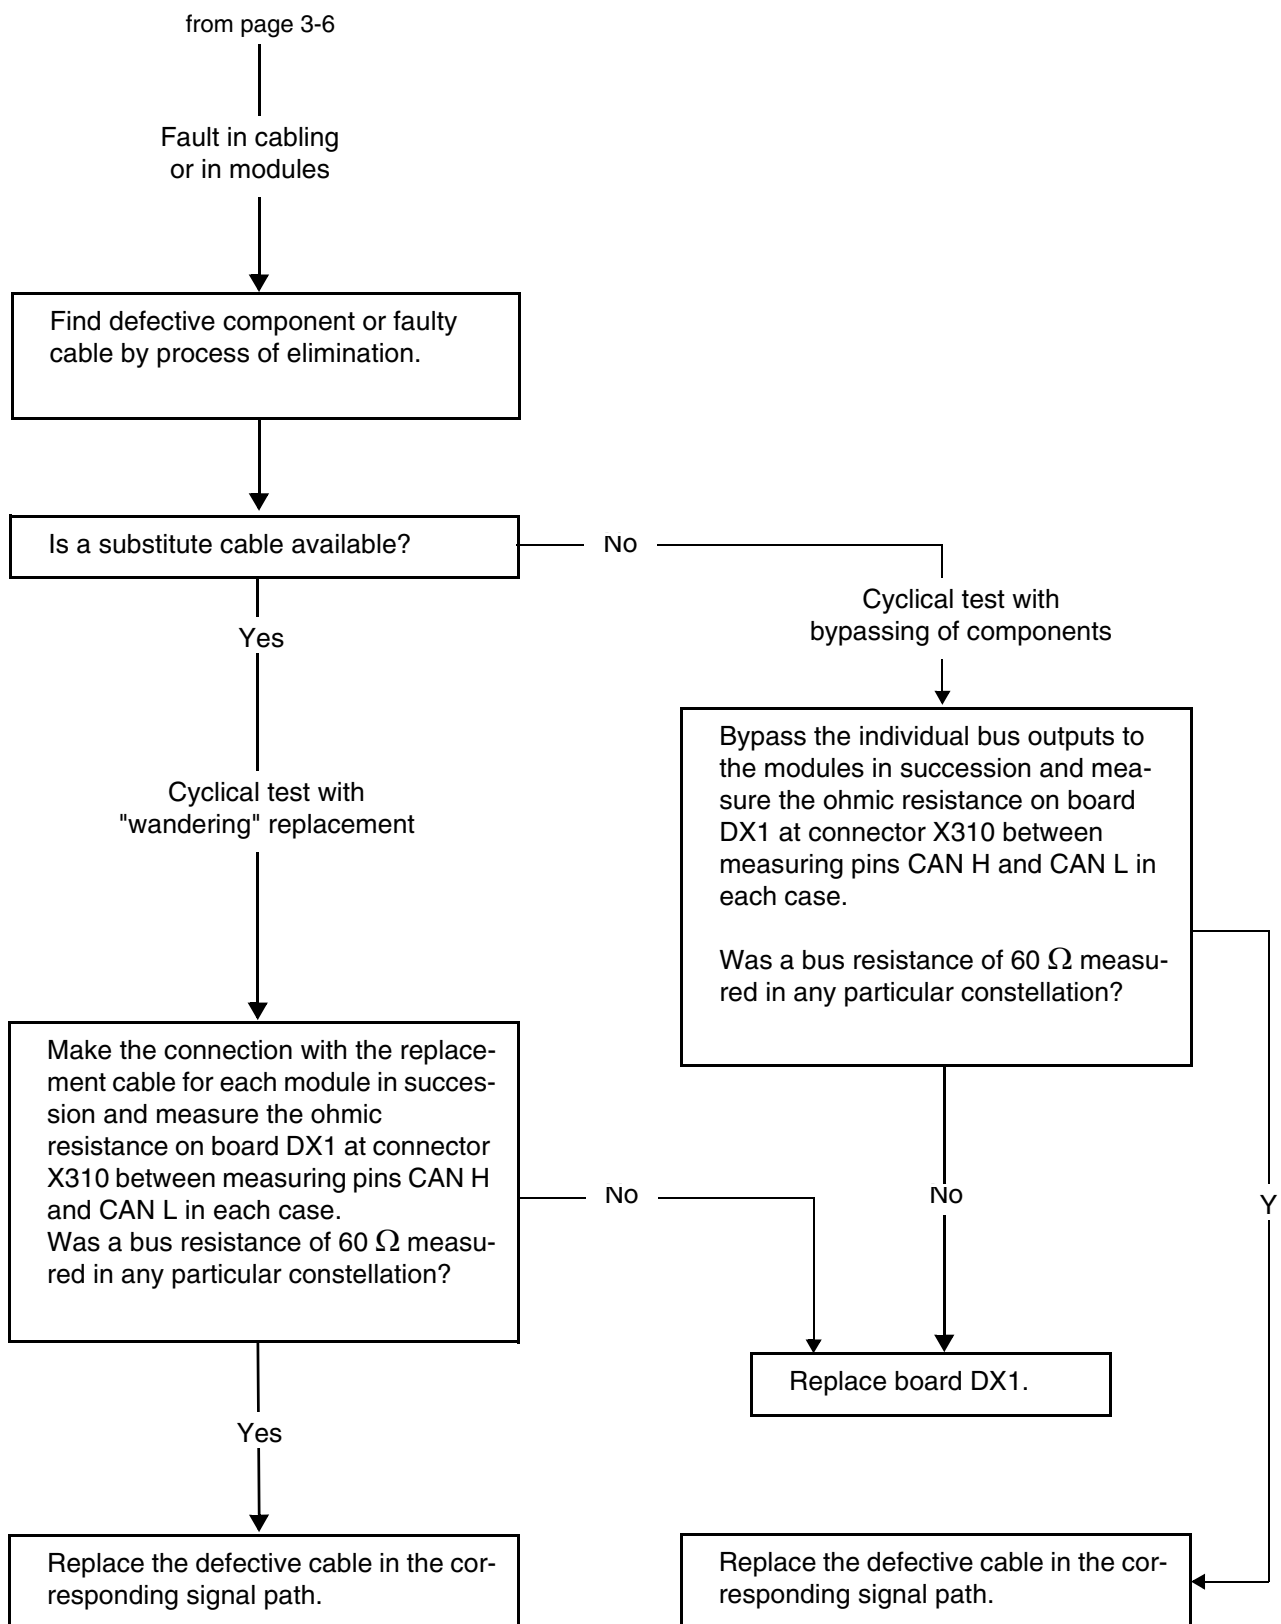 from page 3-6
Fault in cabling
or in modules
Find defective component or faulty
cable by process of elimination.
Is a substitute cable available?
No
Yes
Cyclical test with
bypassing of components
Cyclical test with
"wandering" replacement
Bypass the individual bus outputs to
the modules in succession and mea-
sure the ohmic resistance on board
DX1 at connector X310 between
measuring pins CAN H and CAN L in
each case.
Was a bus resistance of 60 Ω measu-
red in any particular constellation?
Make the connection with the replace-
ment cable for each module in succes-
sion and measure the ohmic
resistance on board DX1 at connector
X310 between measuring pins CAN H
and CAN L in each case.
Was a bus resistance of 60 Ω measu-
red in any particular constellation?
No
No
Y
Replace board DX1.
Yes
Replace the defective cable in the cor-
responding signal path.
Replace the defective cable in the cor-
responding signal path.